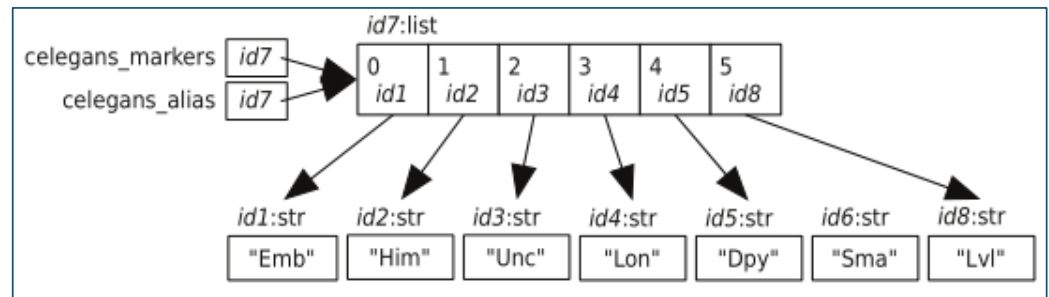 id7:list
celegans_markers id7
celegans_alias id7
0 1 2 3 4 5
id1 id2 id3 id4 id5 id8
id1:str id2:str id3:str id4:str id5:str id6:str id8:str
"Emb" "Him" "Unc" "Lon" "Dpy" "Sma" "Lvl"